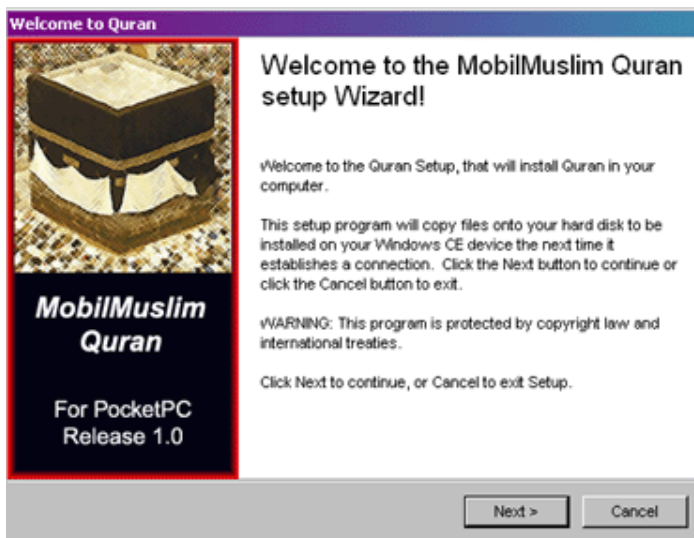 Welcome to Quran
Welcome to the MobilMuslim Quran
setup Wizard!
Welcome to the Quran Setup, that will install Quran in your
computer.
This setup program will copy files onto your hard disk to be
installed on your Windows CE device the next time it
establishes a connection.  Click the Next button to continue or
click the Cancel button to exit.
WARNING: This program is protected by copyright law and
international treaties.
Click Next to continue, or Cancel to exit Setup.
MobilMuslim
Quran
For PocketPC
Release 1.0
Next >
Cancel